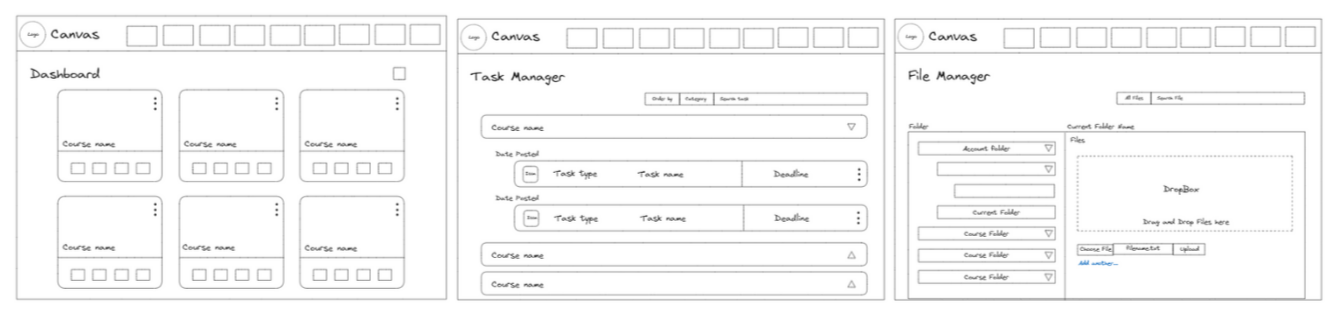 Logo Canvas
Dashboard
Course name Course name Course name
Course name Course name Course name
Logo Canvas
Task Manager
Order by Category Search task
Course name
Date Posted
Task type Task name Deadline
Date Posted
Task type Task name Deadline
Course name
Course name
Logo Canvas
File Manager
All Files Search File
Folder Current Folder Name
Files
Account Folder
DropBox
Current Folder
Drag and Drop Files here
Course Folder
Choose File Filename.txt Upload
Course Folder
Add another...
Course Folder